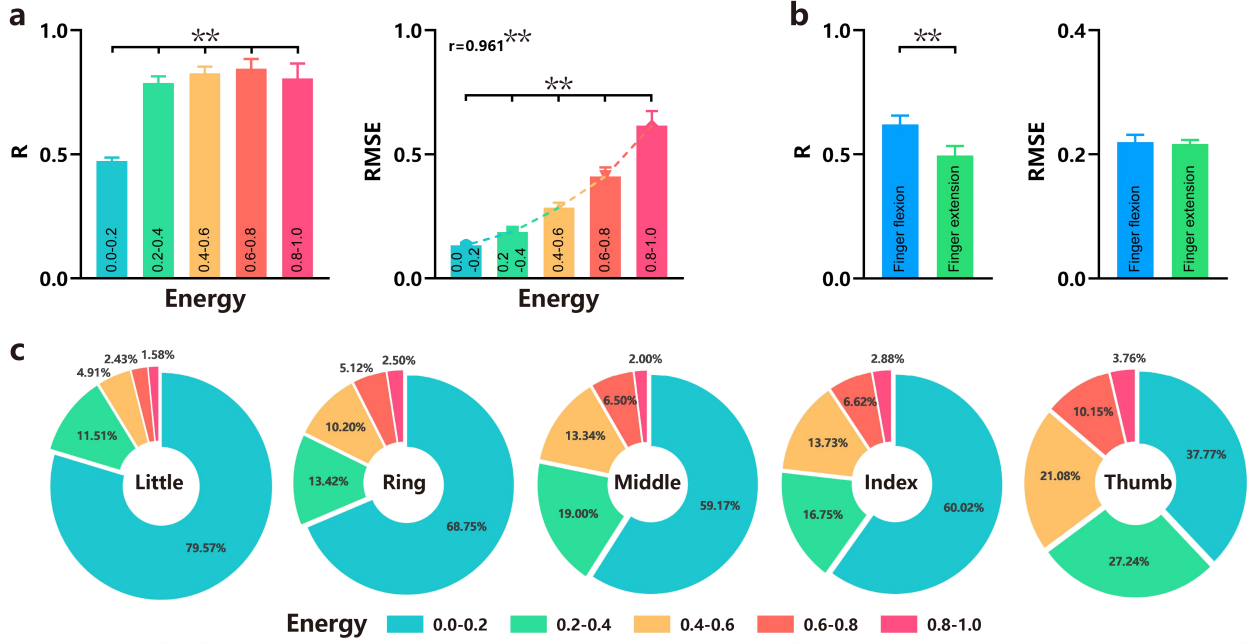 a
1.0
0.5
0.0
R
**
0.0-0.2
0.2-0.4
0.4-0.6
0.6-0.8
0.8-1.0
Energy
1.0
0.5
0.0
RMSE
r=0.961**
**
0.0
-0.2
0.2
-0.4
0.4-0.6
0.6-0.8
0.8-1.0
Energy
b
1.0
0.5
0.0
R
**
Finger flexion
Finger extension
0.4
0.2
0.0
RMSE
Finger flexion
Finger extension
c
4.91%
2.43%
1.58%
11.51%
Little
79.57%
5.12%
2.50%
10.20%
13.42%
Ring
68.75%
2.00%
6.50%
13.34%
19.00%
Middle
59.17%
2.88%
6.62%
13.73%
16.75%
Index
60.02%
3.76%
10.15%
21.08%
37.77%
Thumb
27.24%
Energy 0.0-0.2 0.2-0.4 0.4-0.6 0.6-0.8 0.8-1.0